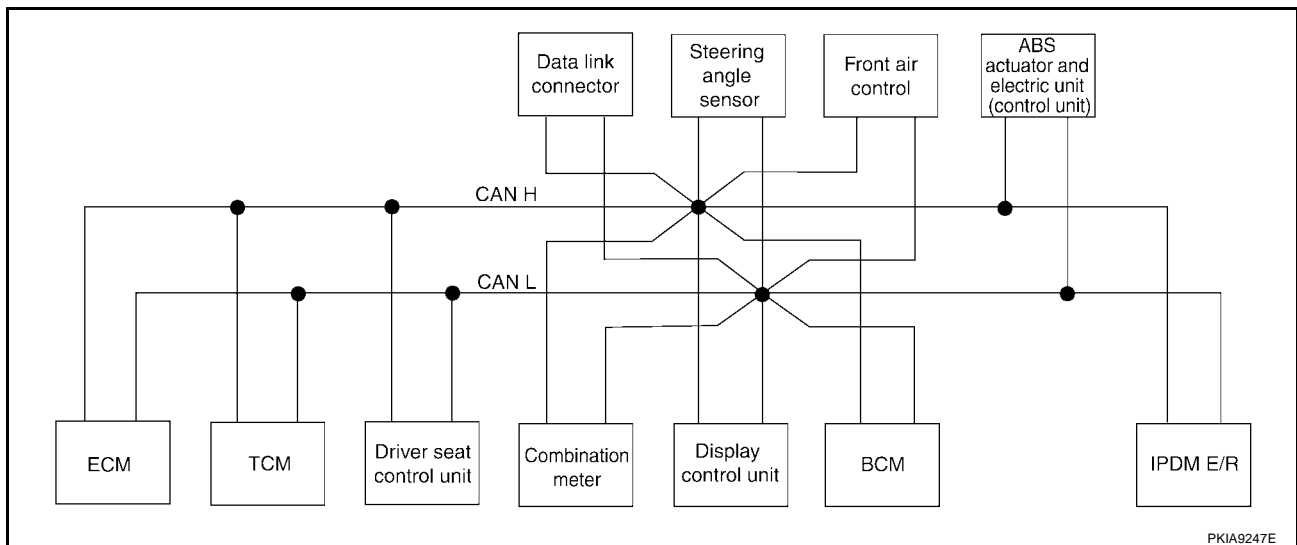 Data link
connector
Steering
angle
sensor
Front air
control
ABS
actuator and
electric unit
(control unit)
CAN H
CAN L
ECM
TCM
Driver seat
control unit
Combination
meter
Display
control unit
BCM
IPDM E/R
PKIA9247E